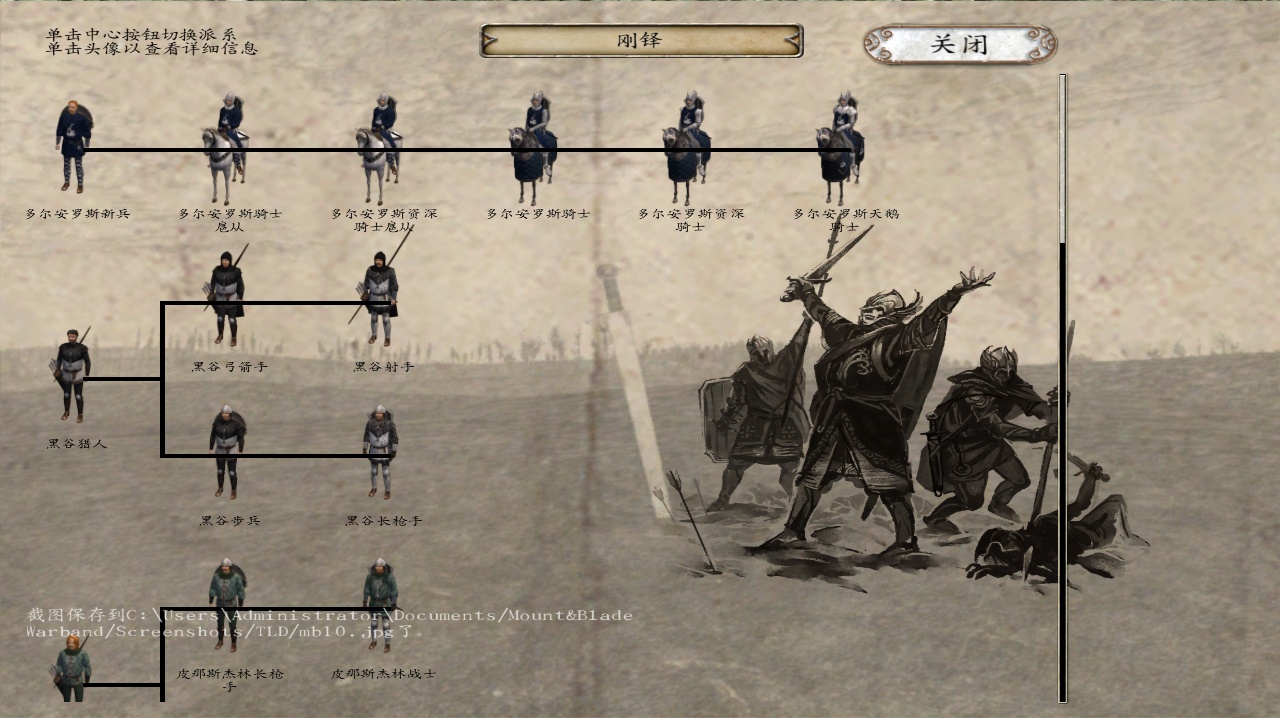 单击中心按钮切换派系
单击头像以查看详细信息
刚铎
关闭
多尔安罗斯新兵
多尔安罗斯骑士
扈从
多尔安罗斯资深
骑士扈从
多尔安罗斯骑士
多尔安罗斯资深
骑士
多尔安罗斯天鹅
骑士
黑谷弓箭手
黑谷射手
黑谷猎人
黑谷步兵
黑谷长枪手
截图保存到C:\Users\Administrator\Documents/Mount&Blade
Warband/Screenshots/TLD/mb10..jpg了。
皮那斯杰林长枪
手
皮那斯杰林战士